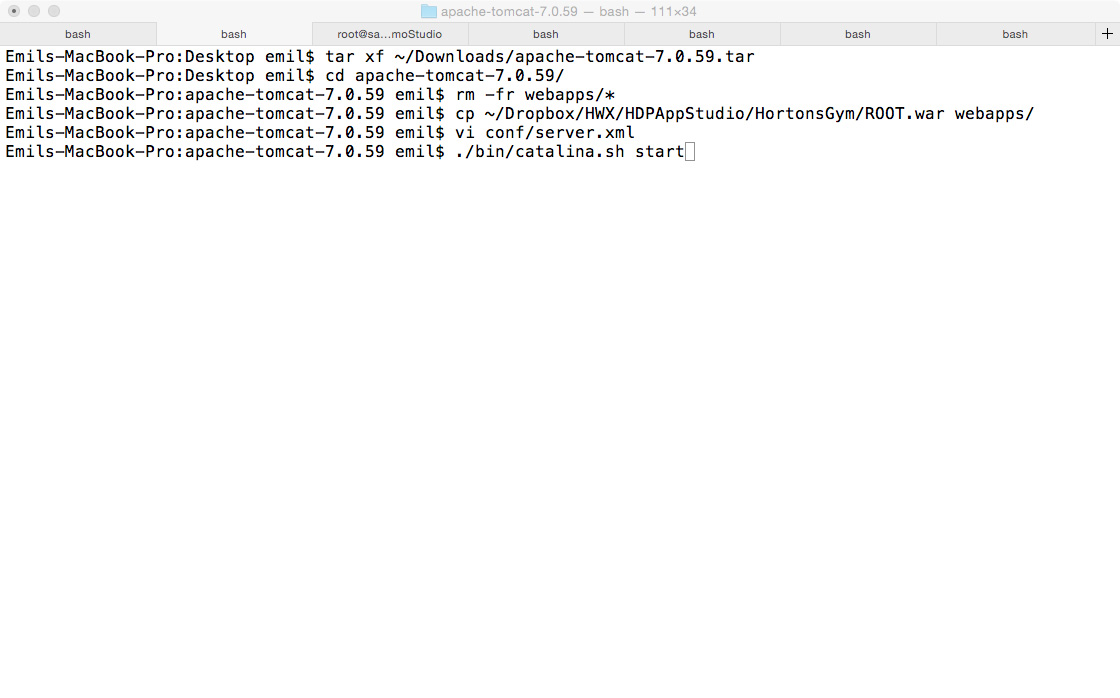 apache-tomcat-7.0.59 — bash — 111×34
bash bash root@sa...moStudio bash bash bash bash +
Emils-MacBook-Pro:Desktop emil$ tar xf ~/Downloads/apache-tomcat-7.0.59.tar
Emils-MacBook-Pro:Desktop emil$ cd apache-tomcat-7.0.59/
Emils-MacBook-Pro:apache-tomcat-7.0.59 emil$ rm -fr webapps/*
Emils-MacBook-Pro:apache-tomcat-7.0.59 emil$ cp ~/Dropbox/HWX/HDPAppStudio/HortonsGym/ROOT.war webapps/
Emils-MacBook-Pro:apache-tomcat-7.0.59 emil$ vi conf/server.xml
Emils-MacBook-Pro:apache-tomcat-7.0.59 emil$ ./bin/catalina.sh start